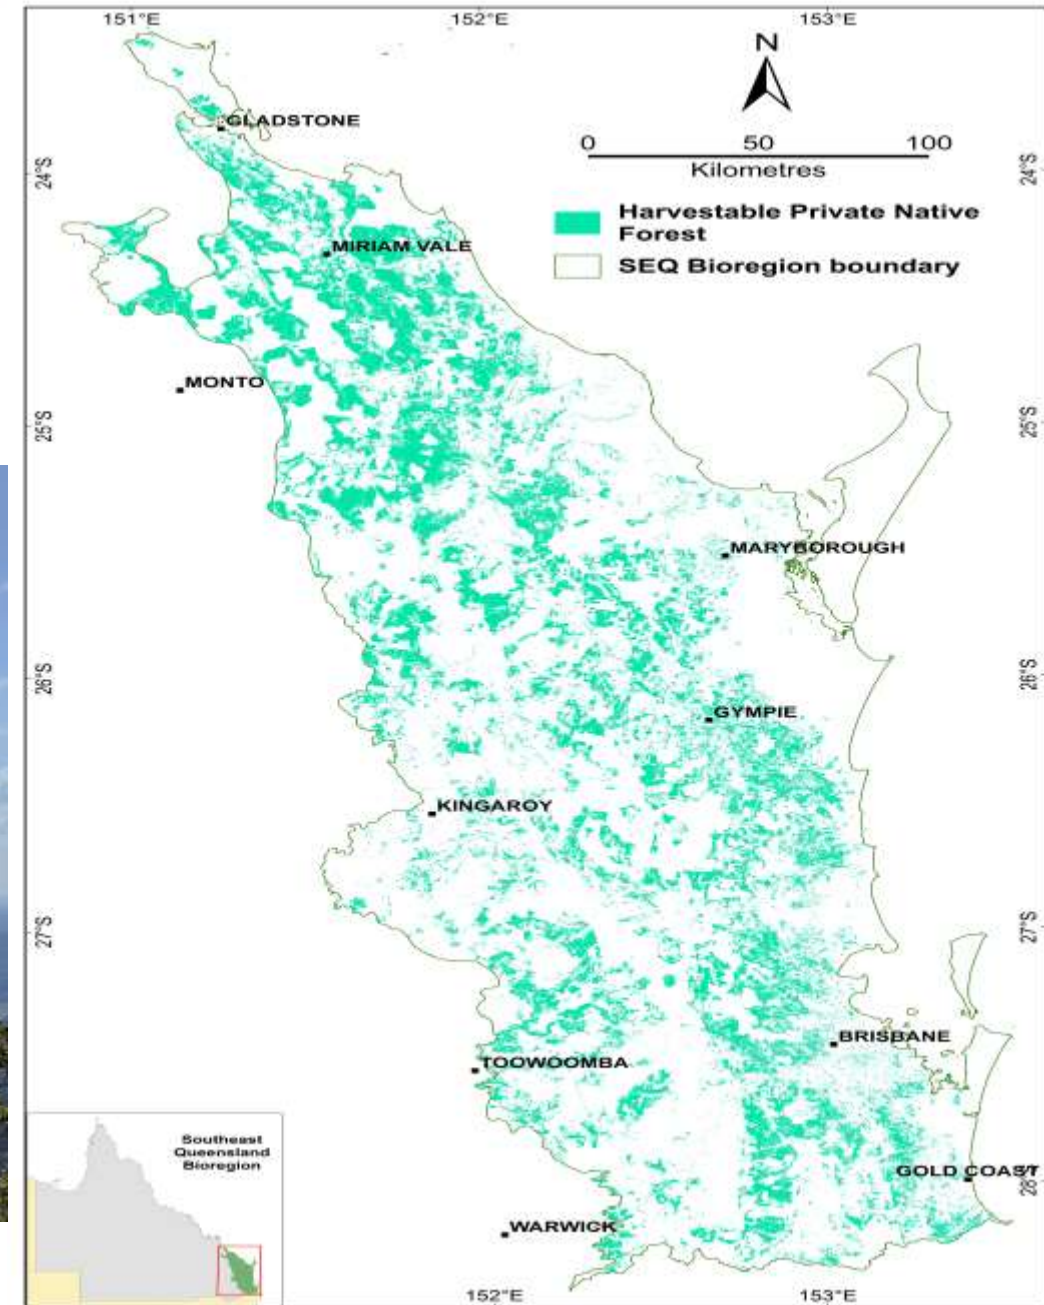 151°E 152°E 153°E
N
GLADSTONE
0 50 100
Kilometres
24°S 24°S
Harvestable Private Native
Forest
MIRIAM VALE
SEQ Bioregion boundary
MONTO
25°S 25°S
MARYBOROUGH
26°S 26°S
GYMPIE
KINGAROY
27°S 27°S
BRISBANE
TOOWOOMBA
Southeast
Queensland
Bioregion
GOLD COAST
28°S
WARWICK
152°E 153°E